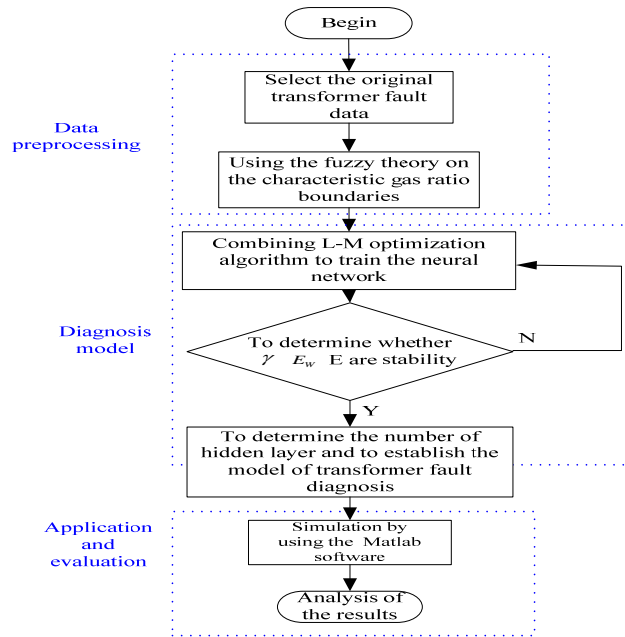 Begin
Select the original
transformer fault
data
Data
preprocessing
Using the fuzzy theory on
the characteristic gas ratio
boundaries
Combining L-M optimization
algorithm to train the neural
network
Diagnosis
model
To determine whether
γ E_w E are stability
N
Y
To determine the number of
hidden layer and to establish the
model of transformer fault
diagnosis
Application
and
evaluation
Simulation by
using the Matlab
software
Analysis of
the results